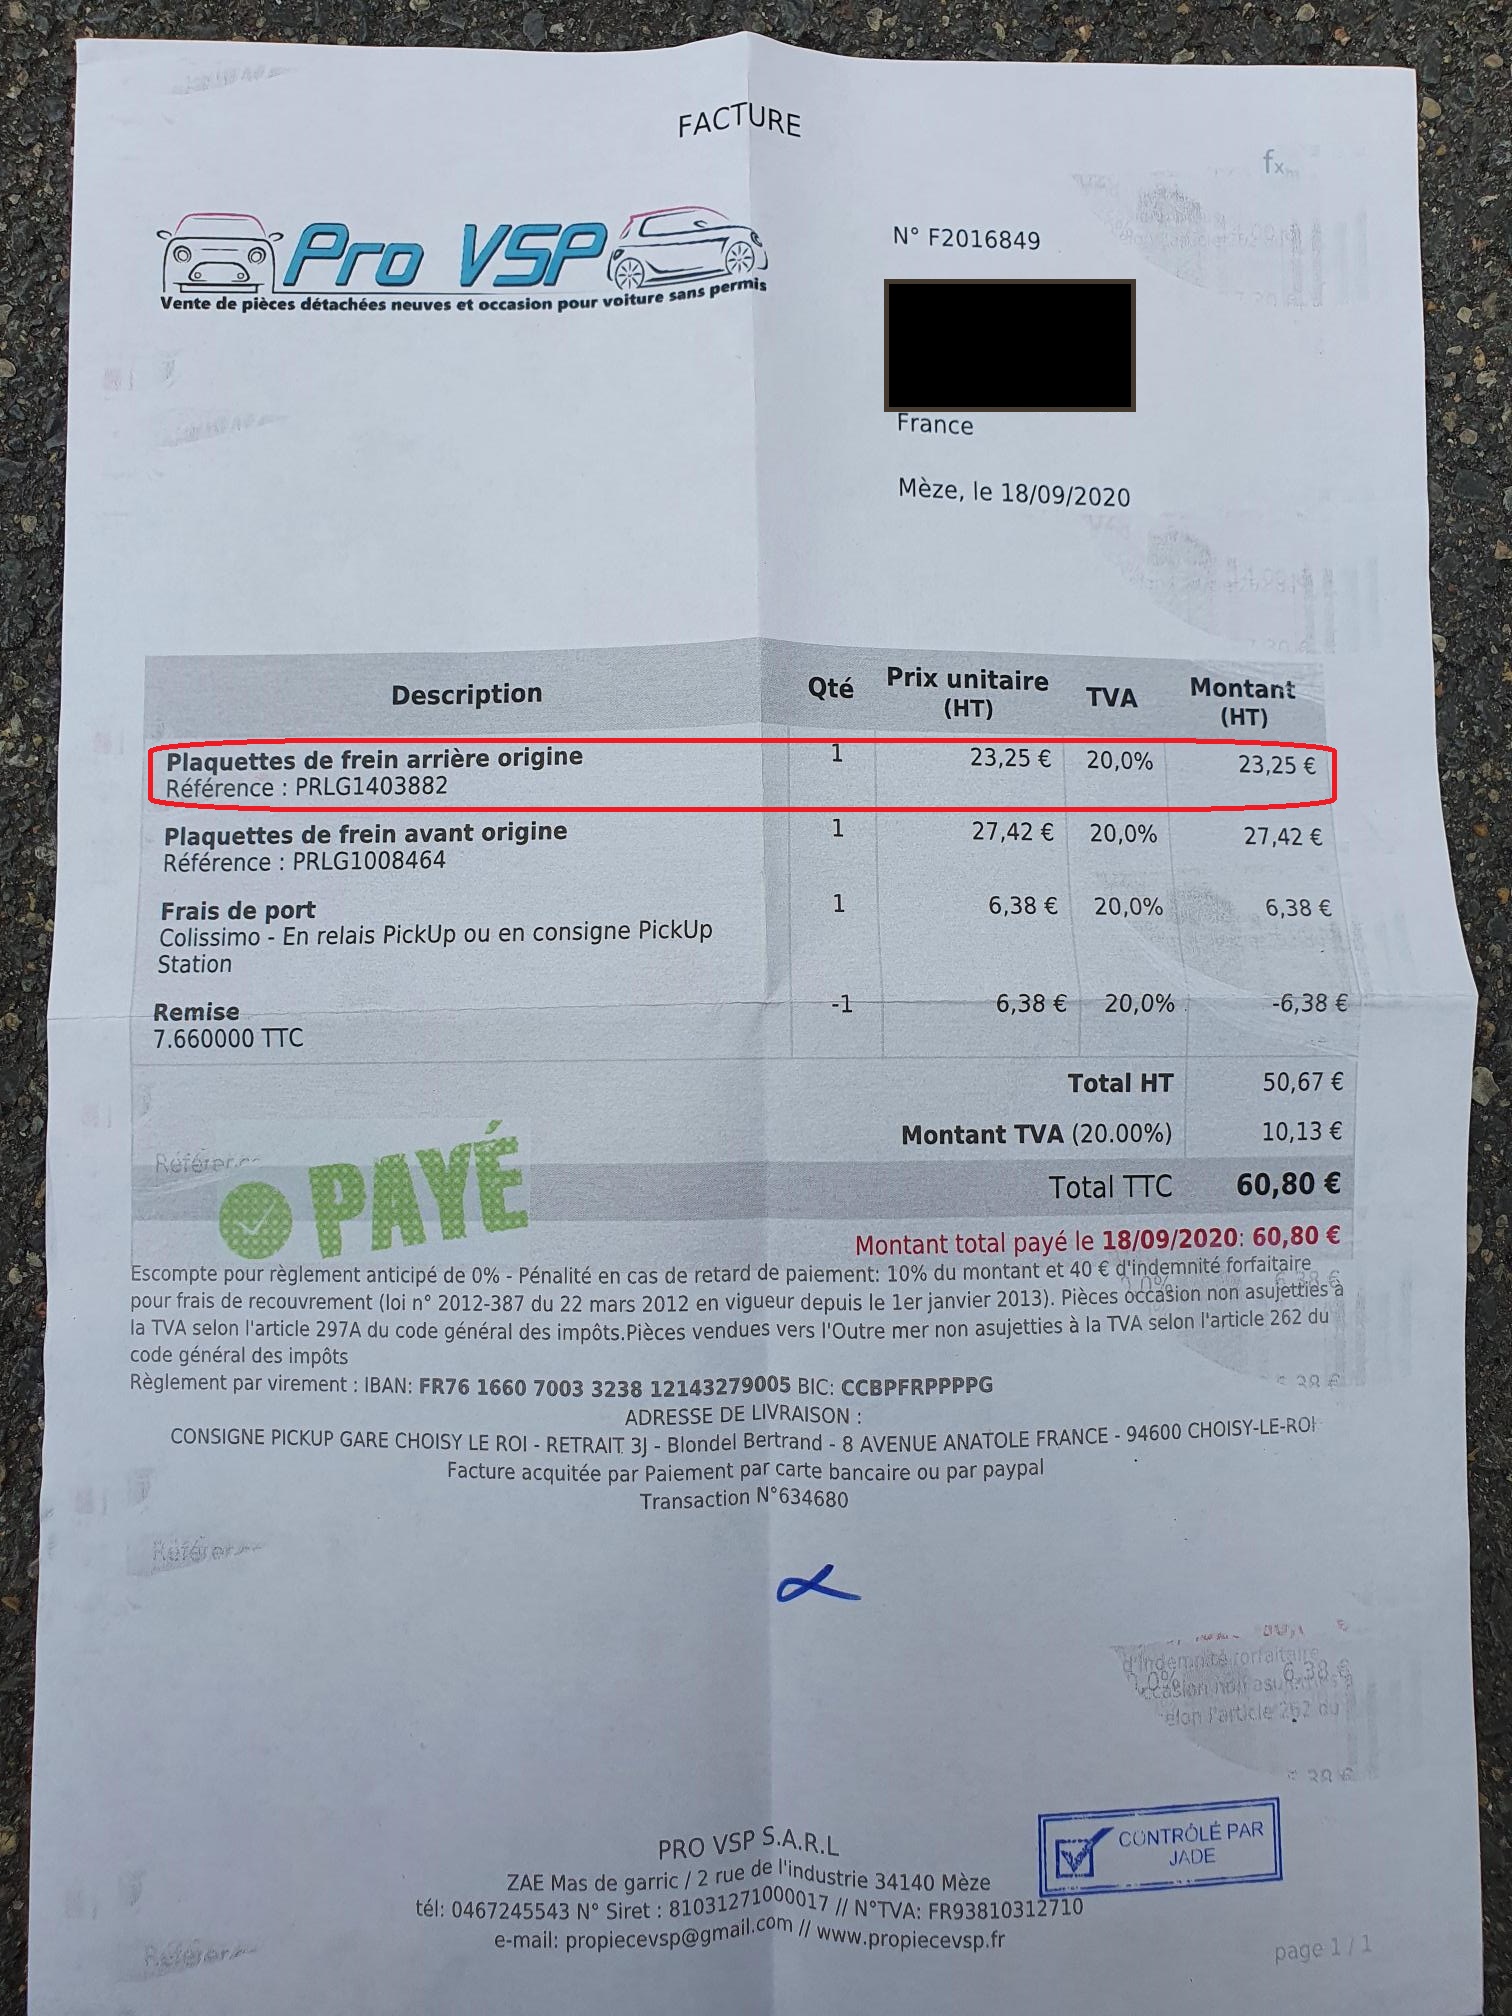 FACTURE
Pro VSP
Vente de pièces détachées neuves et occasion pour voiture sans permis
N° F2016849
France
Mèze, le 18/09/2020
Description Qté Prix unitaire (HT) TVA Montant (HT)
Plaquettes de frein arrière origine 1 23,25 € 20,0% 23,25 €
Référence : PRLG1403882
Plaquettes de frein avant origine 1 27,42 € 20,0% 27,42 €
Référence : PRLG1008464
Frais de port 1 6,38 € 20,0% 6,38 €
Colissimo - En relais PickUp ou en consigne PickUp
Station
Remise -1 6,38 € 20,0% -6,38 €
7.660000 TTC
Total HT 50,67 €
Montant TVA (20.00%) 10,13 €
Total TTC 60,80 €
PAYÉ
Montant total payé le 18/09/2020: 60,80 €
Escompte pour règlement anticipé de 0% - Pénalité en cas de retard de paiement: 10% du montant et 40 € d'indemnité forfaitaire
pour frais de recouvrement (loi n° 2012-387 du 22 mars 2012 en vigueur depuis le 1er janvier 2013). Pièces occasion non asujetties à
la TVA selon l'article 297A du code général des impôts.Pièces vendues vers l'Outre mer non asujetties à la TVA selon l'article 262 du
code général des impôts
Règlement par virement : IBAN: FR76 1660 7003 3238 12143279005 BIC: CCBPFRPPPPG
ADRESSE DE LIVRAISON :
CONSIGNE PICKUP GARE CHOISY LE ROI - RETRAIT 3J - Blondel Bertrand - 8 AVENUE ANATOLE FRANCE - 94600 CHOISY-LE-ROI
Facture acquitée par Paiement par carte bancaire ou par paypal
Transaction N°634680
CONTRÔLÉ PAR
JADE
PRO VSP S.A.R.L
ZAE Mas de garric / 2 rue de l'industrie 34140 Mèze
tél: 0467245543 N° Siret : 81031271000017 // N°TVA: FR93810312710
e-mail: propiecevsp@gmail.com // www.propiecevsp.fr
page 1 / 1